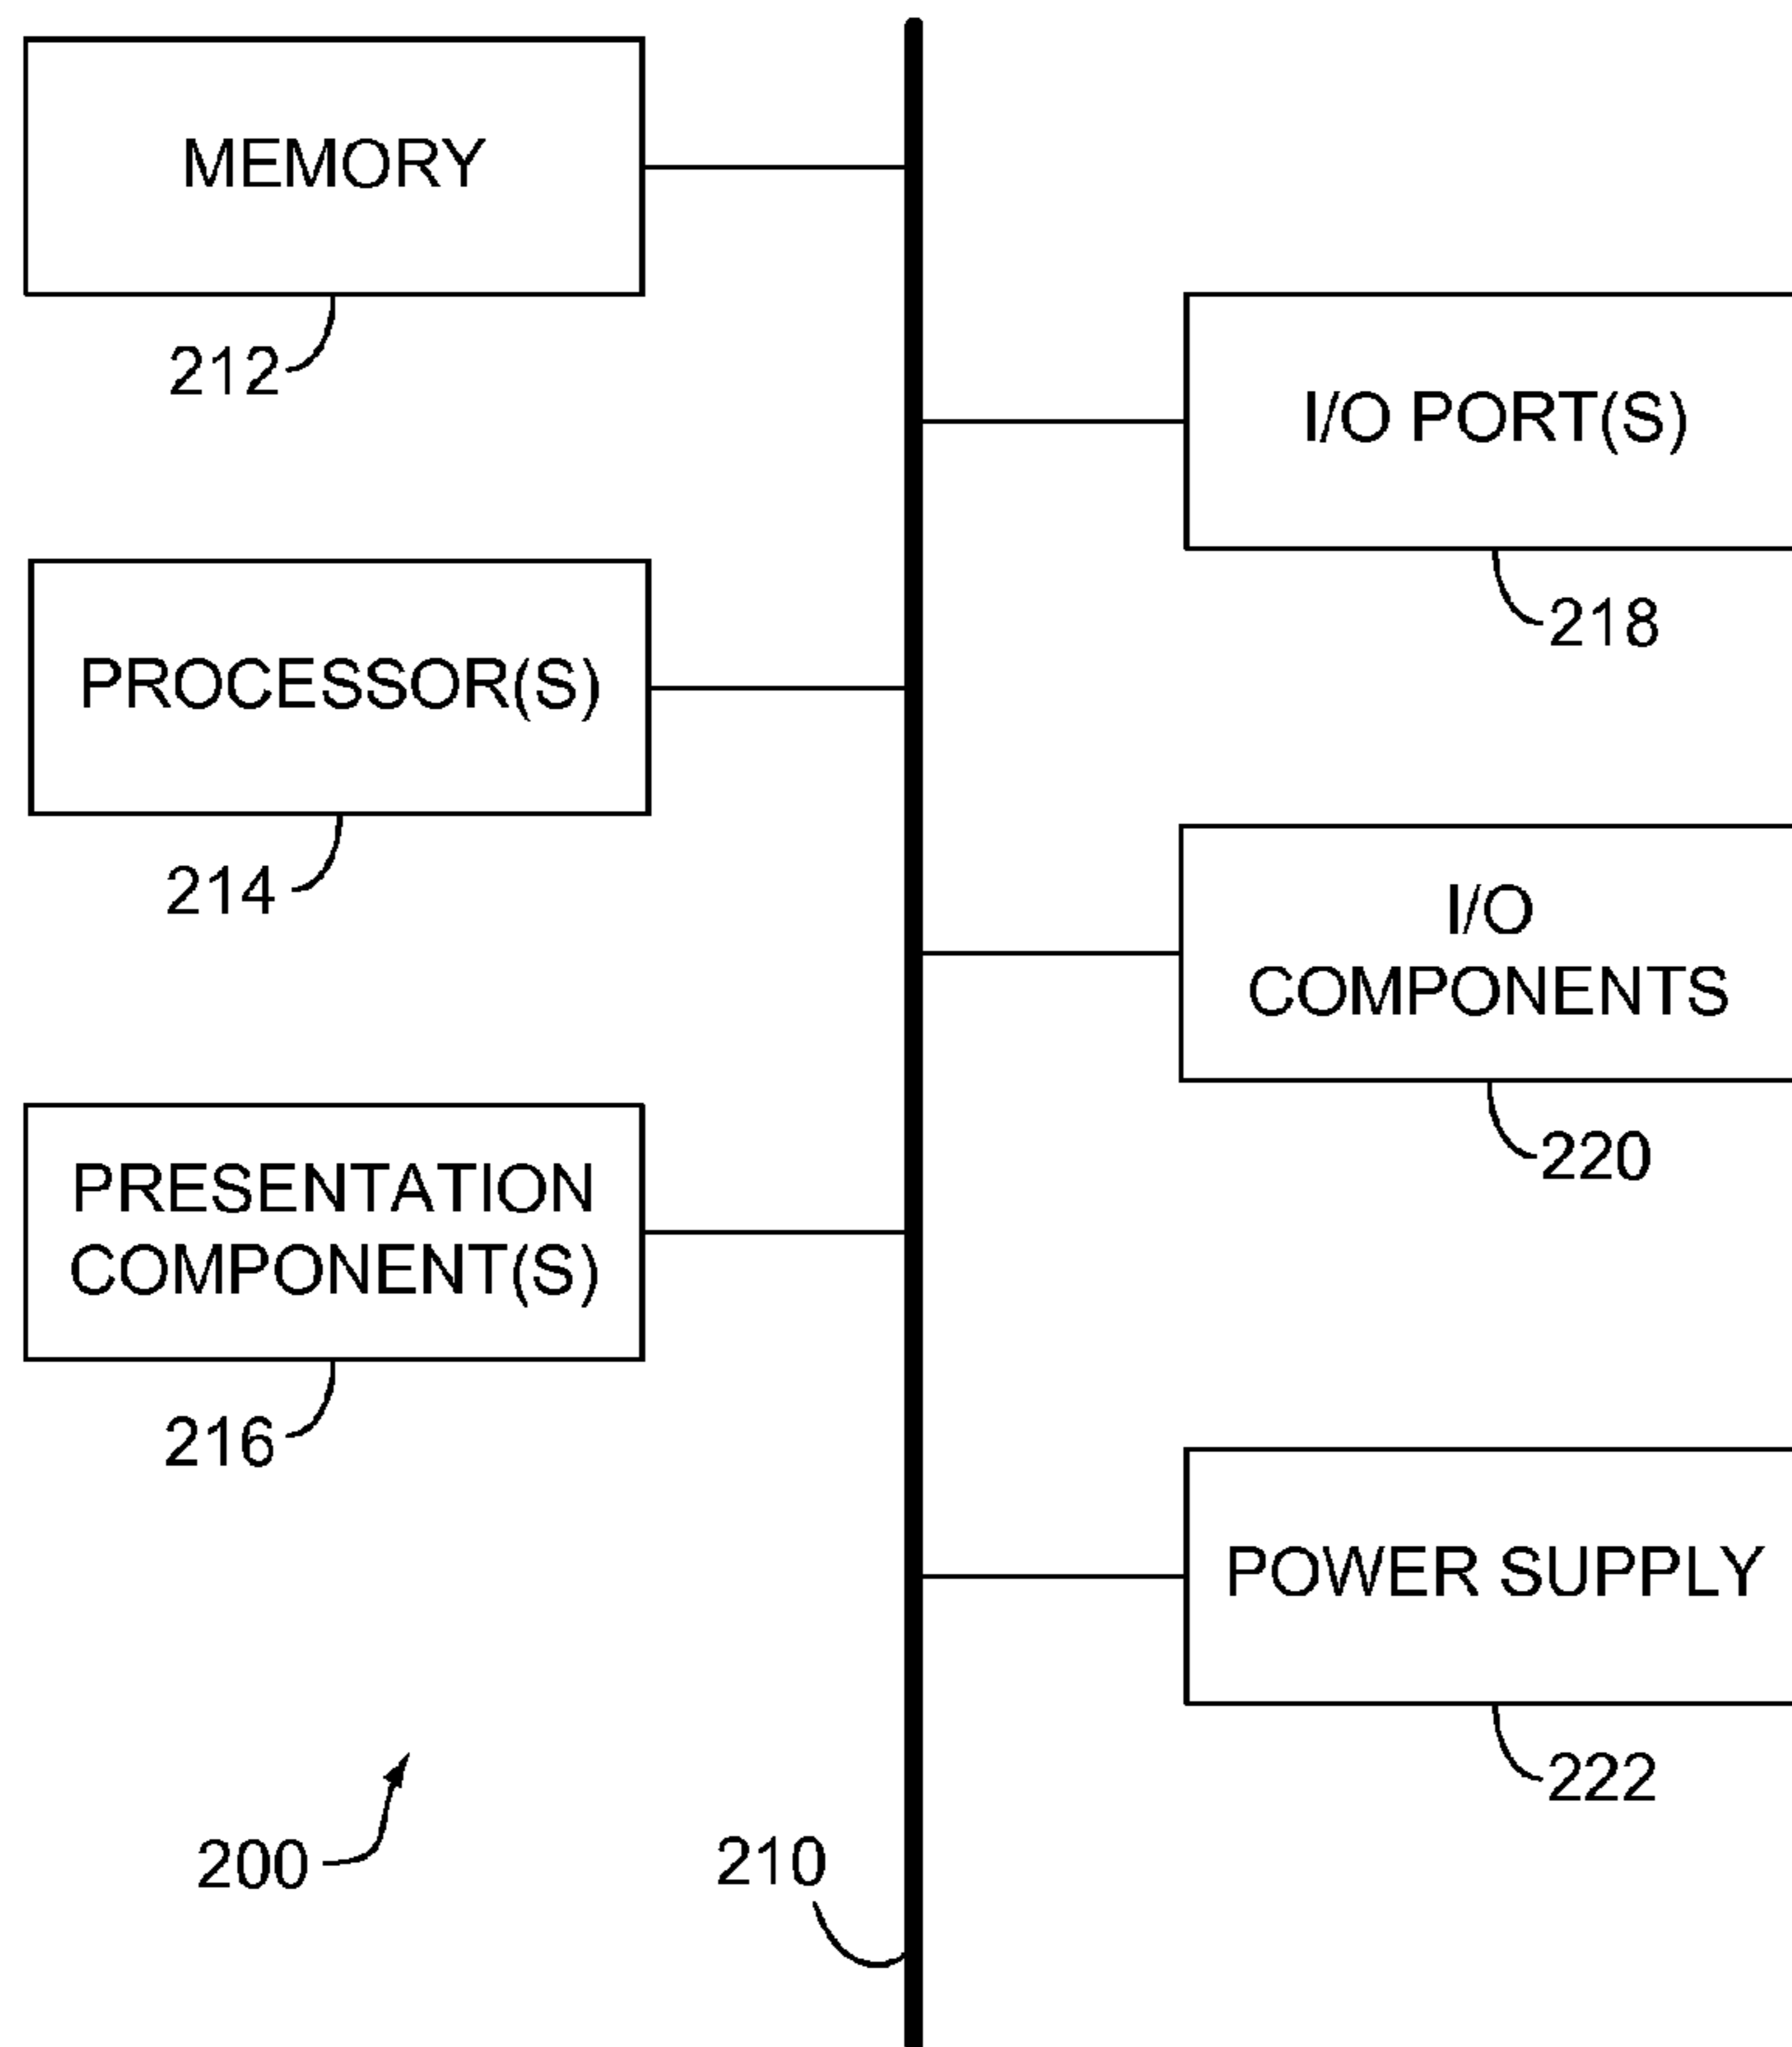 MEMORY
212
I/O PORT(S)
218
PROCESSOR(S)
214
I/O
COMPONENTS
220
PRESENTATION
COMPONENT(S)
216
POWER SUPPLY
222
200
210